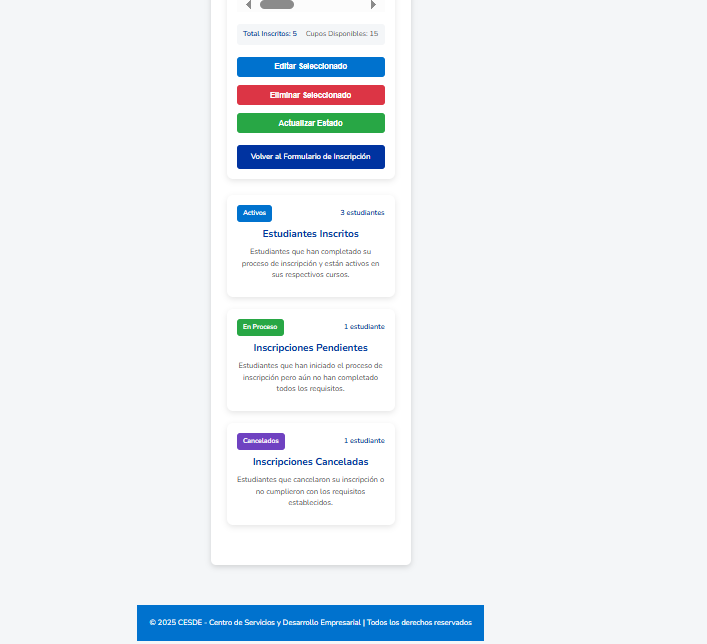 Total Inscritos: 5 Cupos Disponibles: 15
Editar Seleccionado
Eliminar Seleccionado
Actualizar Estado
Volver al Formulario de Inscripción
Activos 3 estudiantes
Estudiantes Inscritos
Estudiantes que han completado su
proceso de inscripción y están activos en
sus respectivos cursos.
En Proceso 1 estudiante
Inscripciones Pendientes
Estudiantes que han iniciado el proceso de
inscripción pero aún no han completado
todos los requisitos.
Cancelados 1 estudiante
Inscripciones Canceladas
Estudiantes que cancelaron su inscripción o
no cumplieron con los requisitos
establecidos.
© 2025 CESDE - Centro de Servicios y Desarrollo Empresarial | Todos los derechos reservados